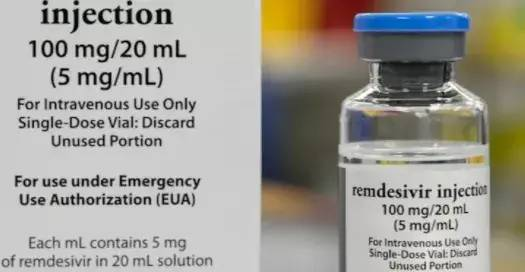 injection
100 mg/20 mL
(5 mg/mL)
For Intravenous Use Only
Single-Dose Vial: Discard
Unused Portion
For use under Emergency
Use Authorization (EUA)
Each mL contains 5 mg
of remdesivir in 20 mL solution
remdesivir injection
100 mg/20 mL
(5 mg/mL)
For Intravenous Use Only
Single-Dose Vial: Discard
Unused Portion